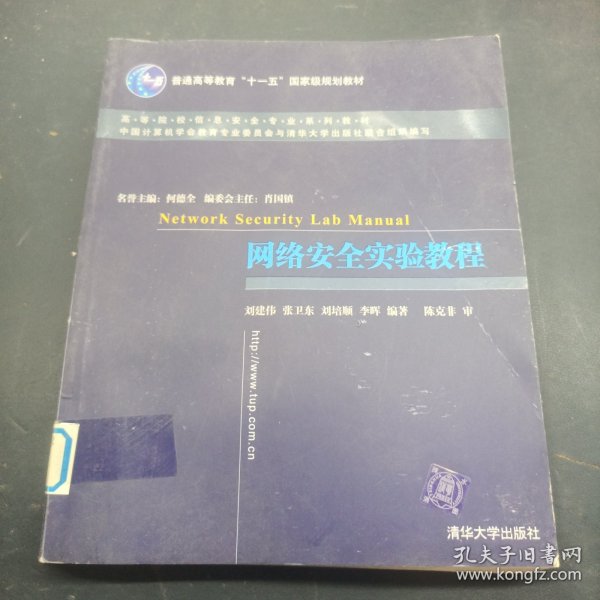 普通高等教育“十一五”国家级规划教材
高等院校信息安全专业系列教材
中国计算机学会教育专业委员会与清华大学出版社联合组织编写
名誉主编：何德全 编委会主任：肖国镇
Network Security Lab Manual
网络安全实验教程
刘建伟 张卫东 刘培顺 李晖 编著 陈克非 审
http://www.tup.com.cn
清华大学出版社
孔夫子旧书网
www.kongfz.com